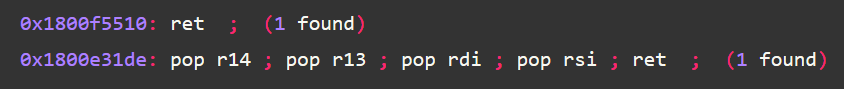 0x1800f5510: ret  ;  (1 found)
0x1800e31de: pop r14 ; pop r13 ; pop rdi ; pop rsi ; ret  ;  (1 found)